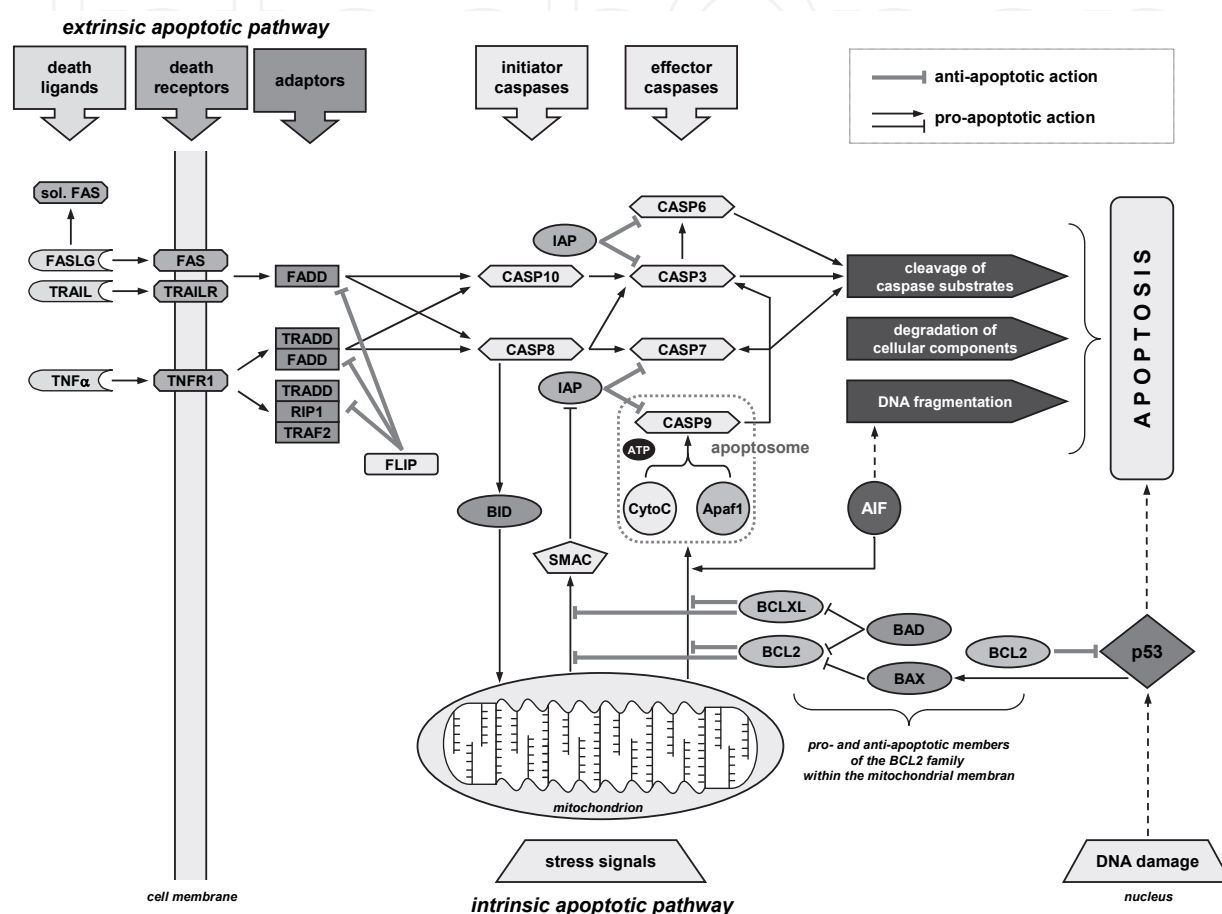 extrinsic apoptotic pathway
death
ligands
death
receptors
adaptors
initiator
caspases
effector
caspases
anti-apoptotic action
pro-apoptotic action
sol. FAS
FASLG
FAS
TRAIL
TRAILR
FADD
TNFα
TNFR1
TRADD
FADD
TRADD
RIP1
TRAF2
FLIP
IAP
CASP6
CASP10
CASP3
CASP8
CASP7
IAP
CASP9
ATP
apoptosome
CytoC
Apaf1
BID
SMAC
cleavage of
caspase substrates
degradation of
cellular components
DNA fragmentation
APOPTOSIS
AIF
BCLXL
BAD
BCL2
BCL2
BAX
p53
pro- and anti-apoptotic members
of the BCL2 family
within the mitochondrial membran
mitochondrion
stress signals
DNA damage
cell membrane
nucleus
intrinsic apoptotic pathway